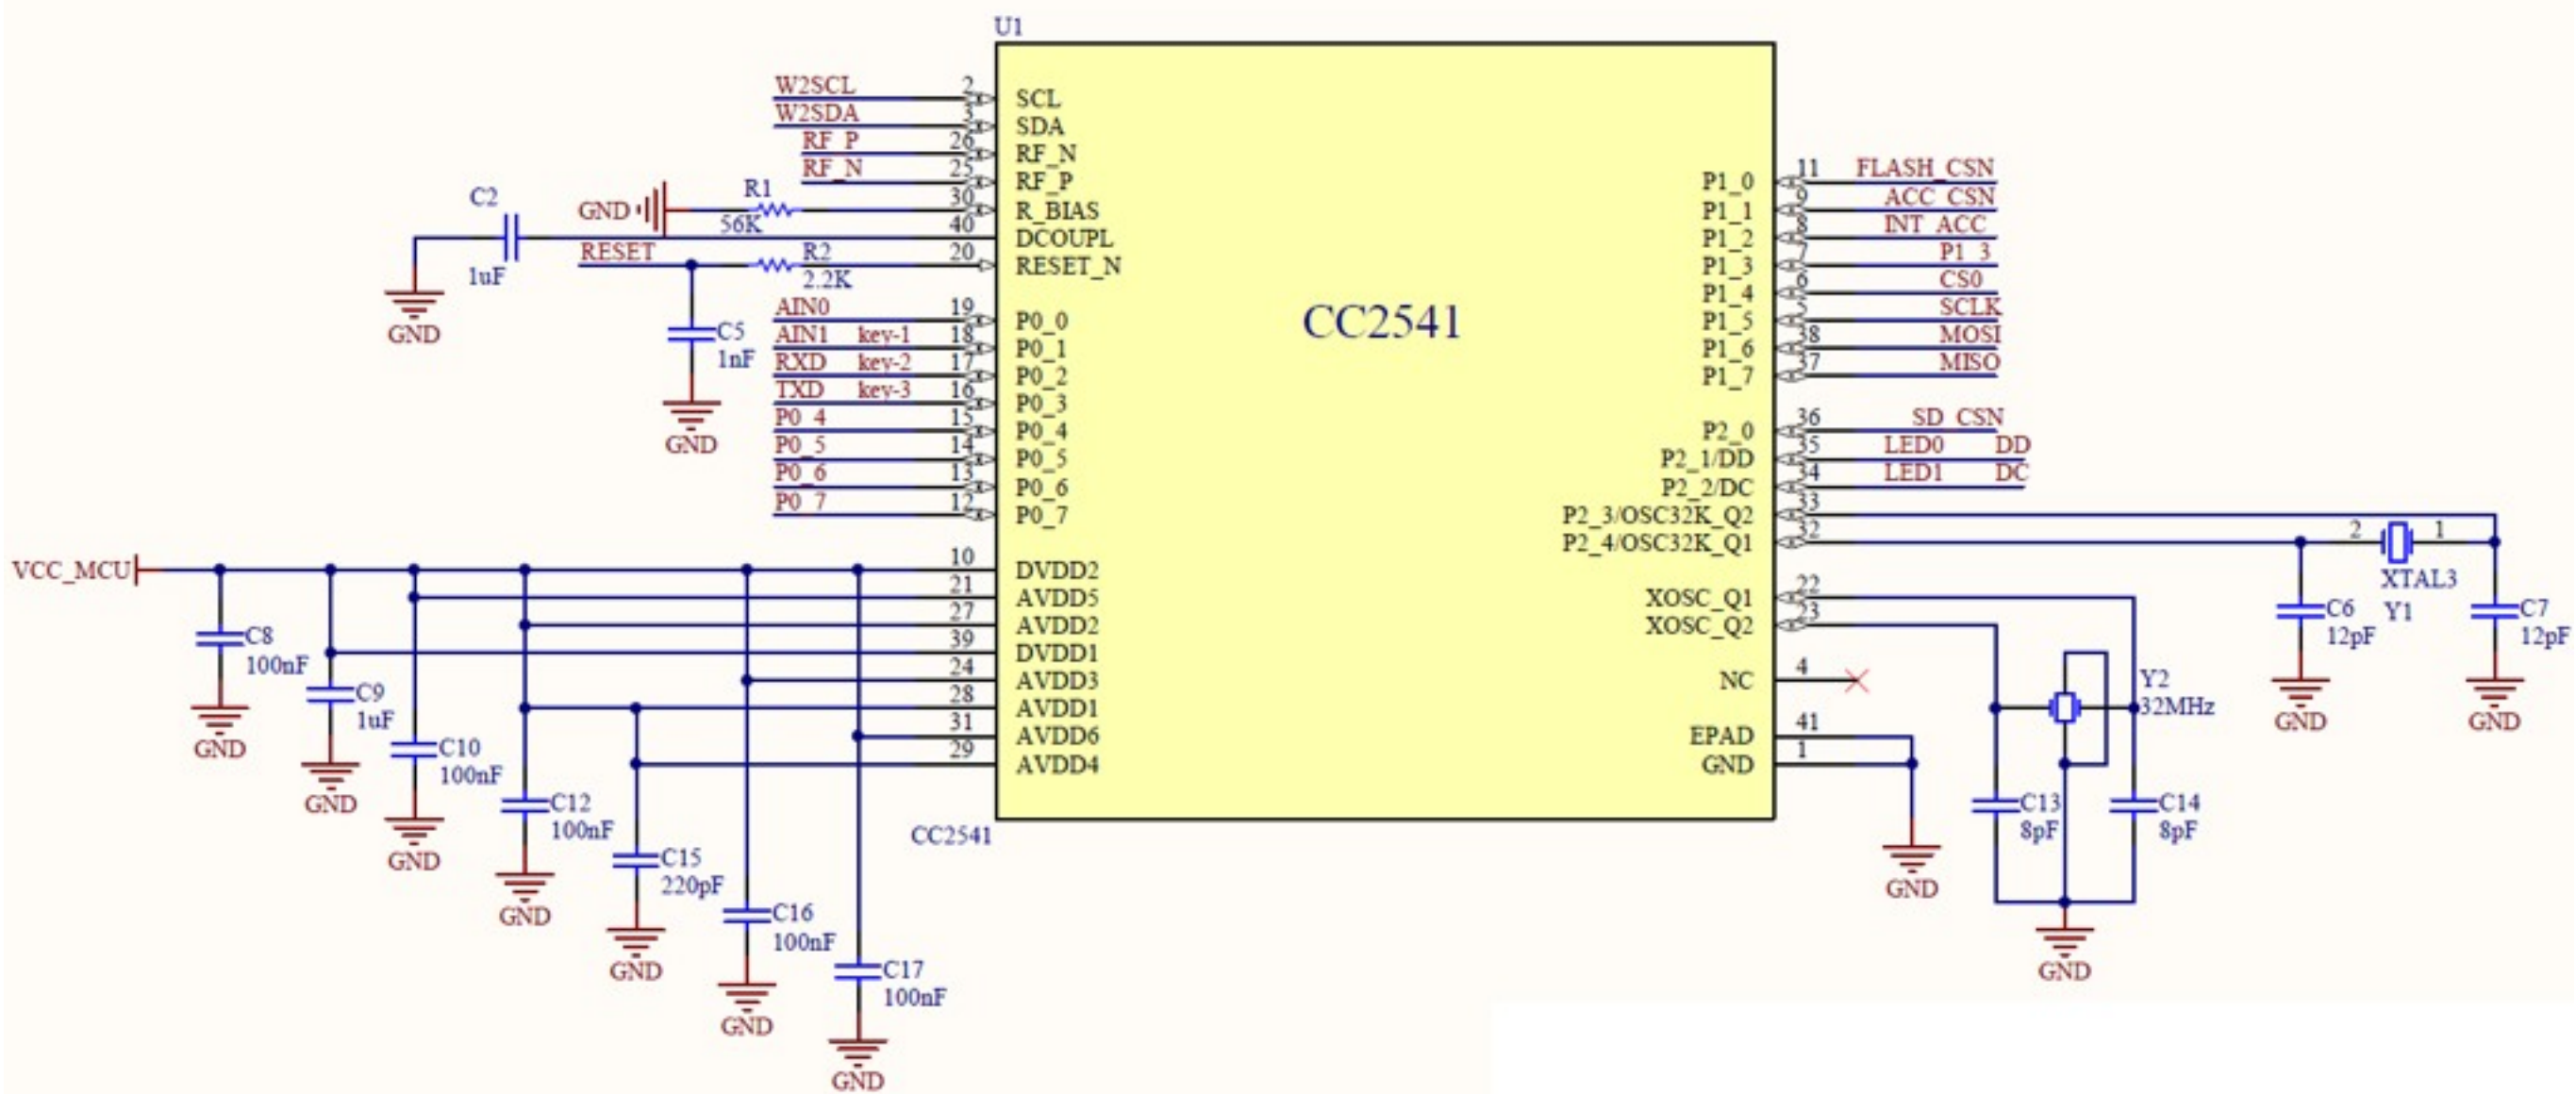 U1
W2SCL 2 SCL
W2SDA 3 SDA
RF_P 26 RF_N
RF_N 25 RF_P
GND R1 56K 30 R_BIAS
C2 1uF 40 DCOUPL
GND
RESET R2 2.2K 20 RESET_N
C5
1nF
GND
AIN0 19 P0_0
AIN1 key-1 18 P0_1
RXD key-2 17 P0_2
TXD key-3 16 P0_3
P0_4 15 P0_4
P0_5 14 P0_5
P0_6 13 P0_6
P0_7 12 P0_7
VCC_MCU 10 DVDD2
21 AVDD5
27 AVDD2
39 DVDD1
24 AVDD3
28 AVDD1
31 AVDD6
29 AVDD4
C8
100nF
GND
C9
1uF
GND
C10
100nF
GND
C12
100nF
GND
C15
220pF
GND
C16
100nF
GND
C17
100nF
GND
CC2541
CC2541
P1_0 11 FLASH_CSN
P1_1 9 ACC_CSN
P1_2 8 INT_ACC
P1_3 7 P1_3
P1_4 6 CS0
P1_5 SCLK
P1_6 38 MOSI
P1_7 37 MISO
P2_0 36 SD_CSN
P2_1/DD 35 LED0 DD
P2_2/DC 34 LED1 DC
P2_3/OSC32K_Q2 33
P2_4/OSC32K_Q1 32
2 1
XTAL3
Y1
C6
12pF
GND
C7
12pF
GND
XOSC_Q1 22
XOSC_Q2 23
NC 4
EPAD 41
GND 1
GND
Y2
32MHz
C13
8pF
C14
8pF
GND